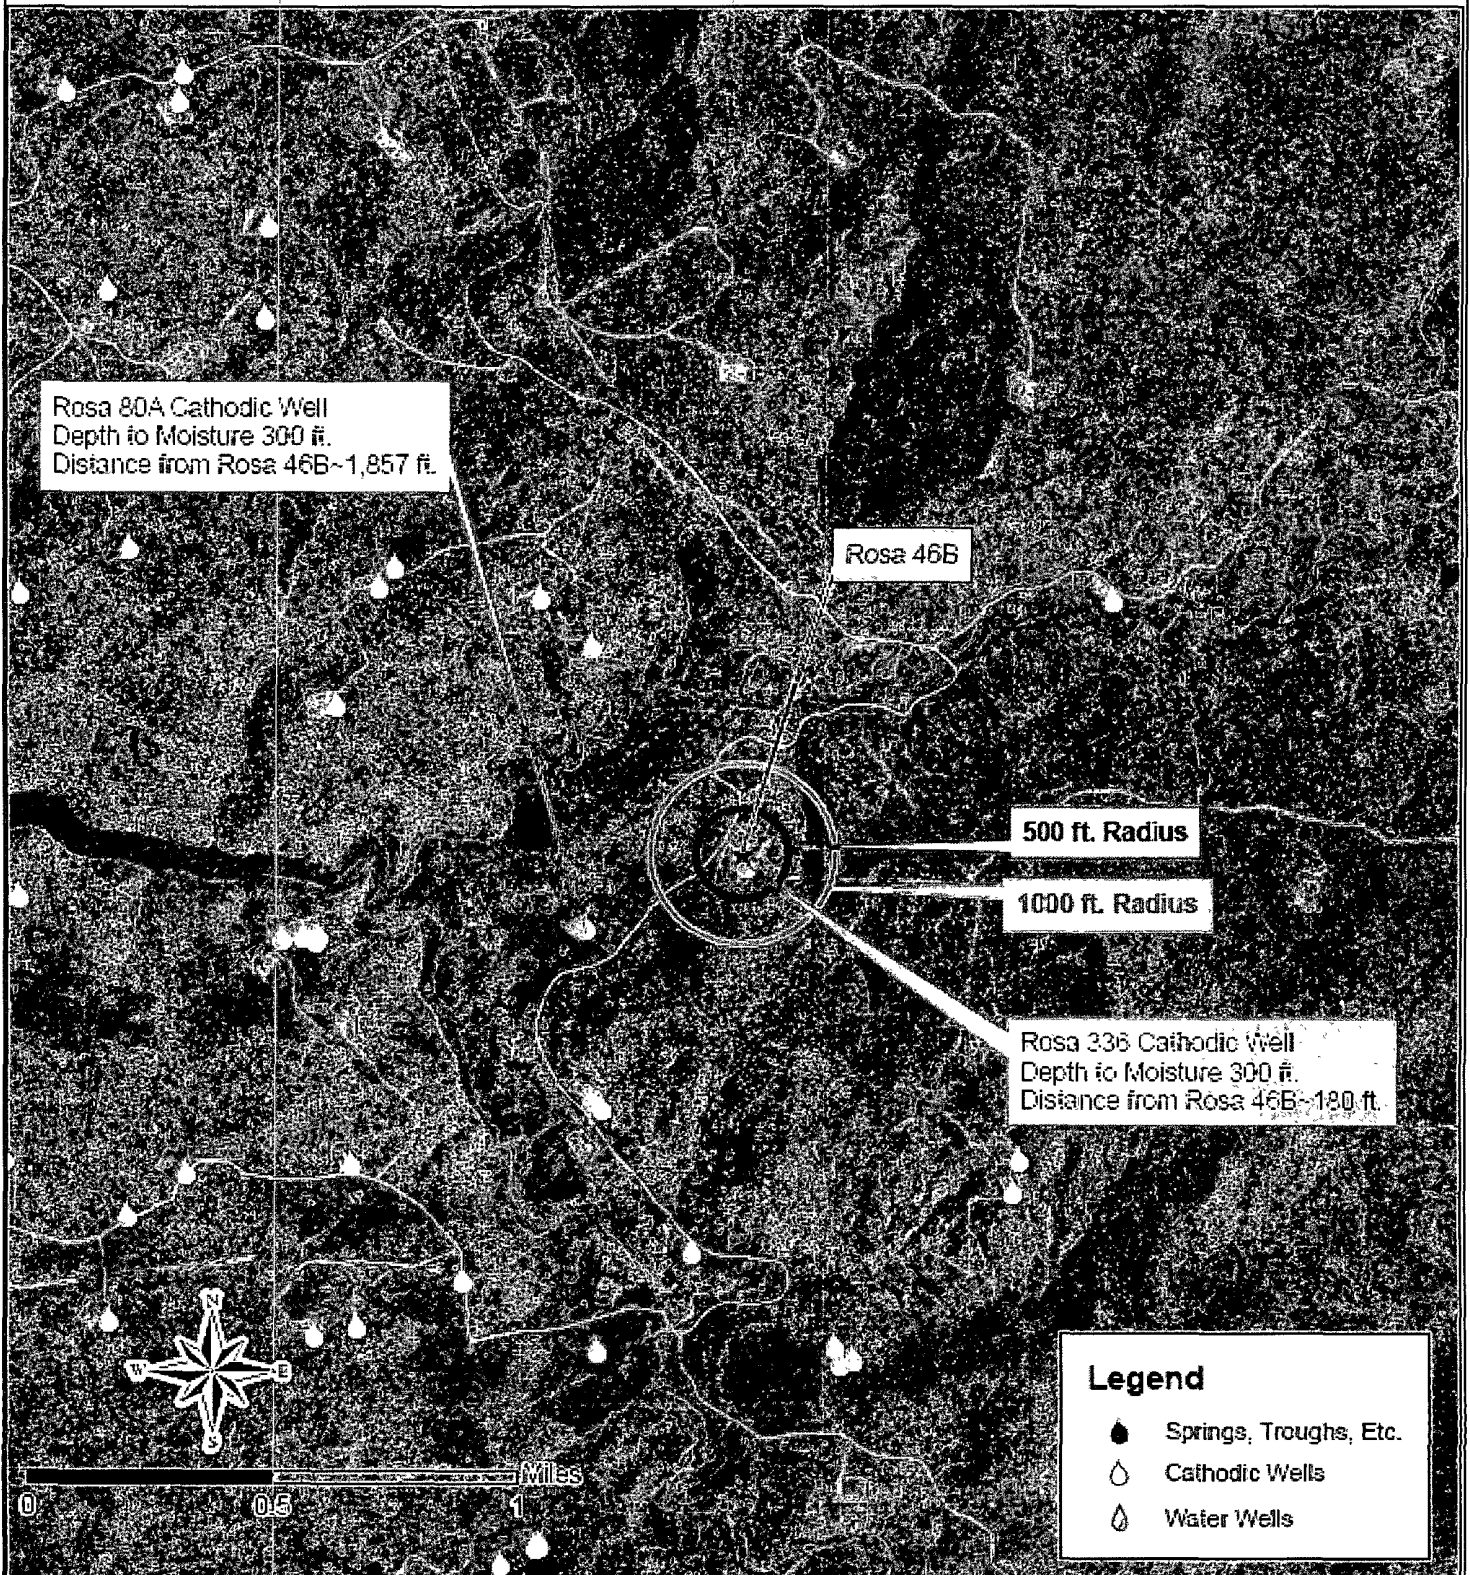 Rosa 80A Cathodic Well
Depth to Moisture 300 ft.
Distance from Rosa 46B~1,857 ft.
Rosa 46B
500 ft. Radius
1000 ft. Radius
Rosa 336 Cathodic Well
Depth to Moisture 300 ft.
Distance from Rosa 46B~180 ft.
N
W E
S
Miles
0 0.5 1
Legend
Springs, Troughs, Etc.
Cathodic Wells
Water Wells